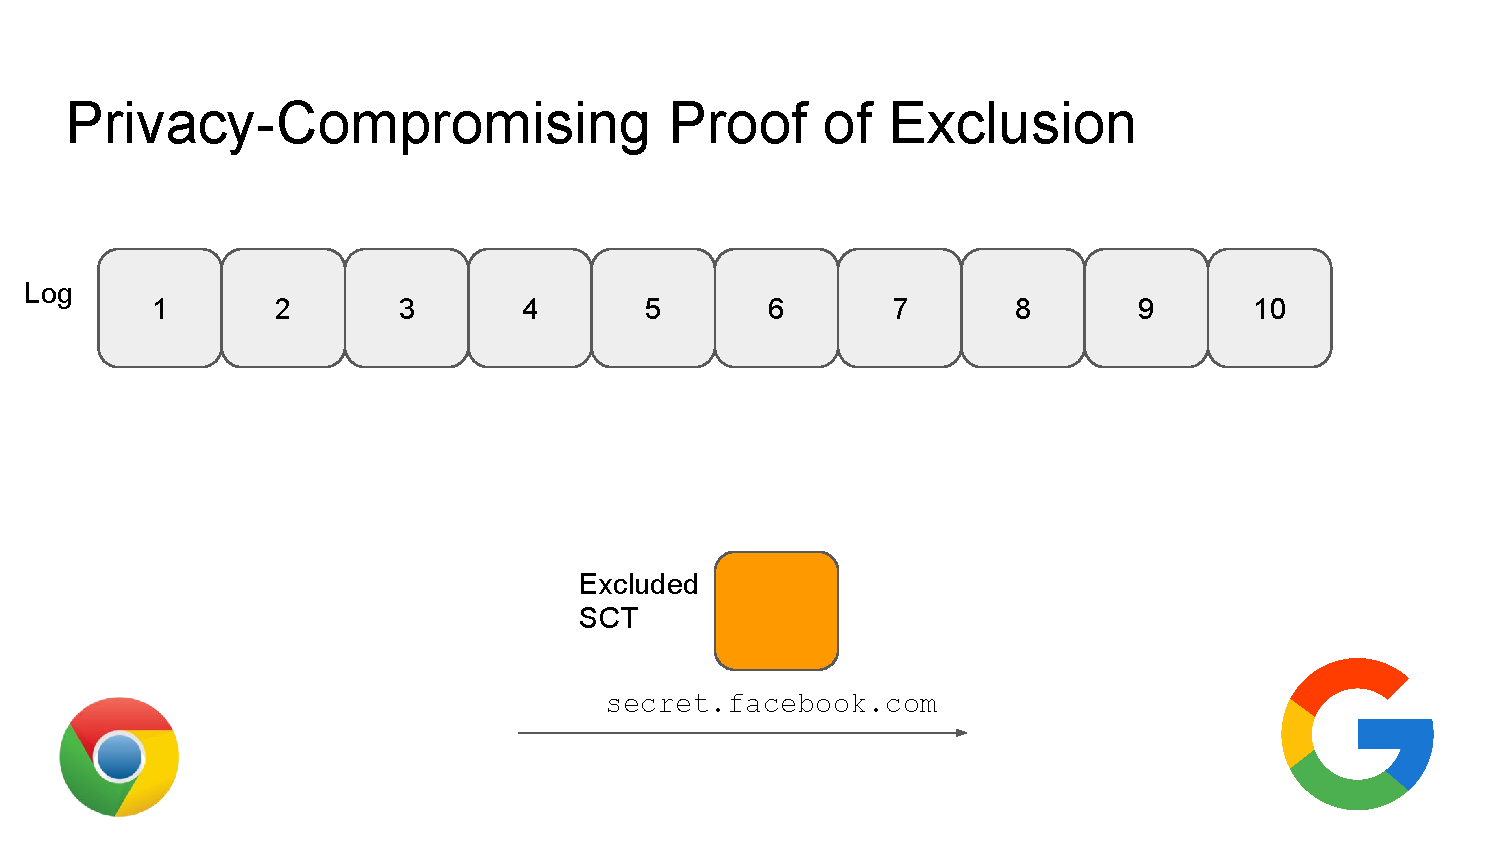 Privacy-Compromising Proof of Exclusion
Log
1 2 3 4 5 6 7 8 9 10
Excluded
SCT
secret.facebook.com